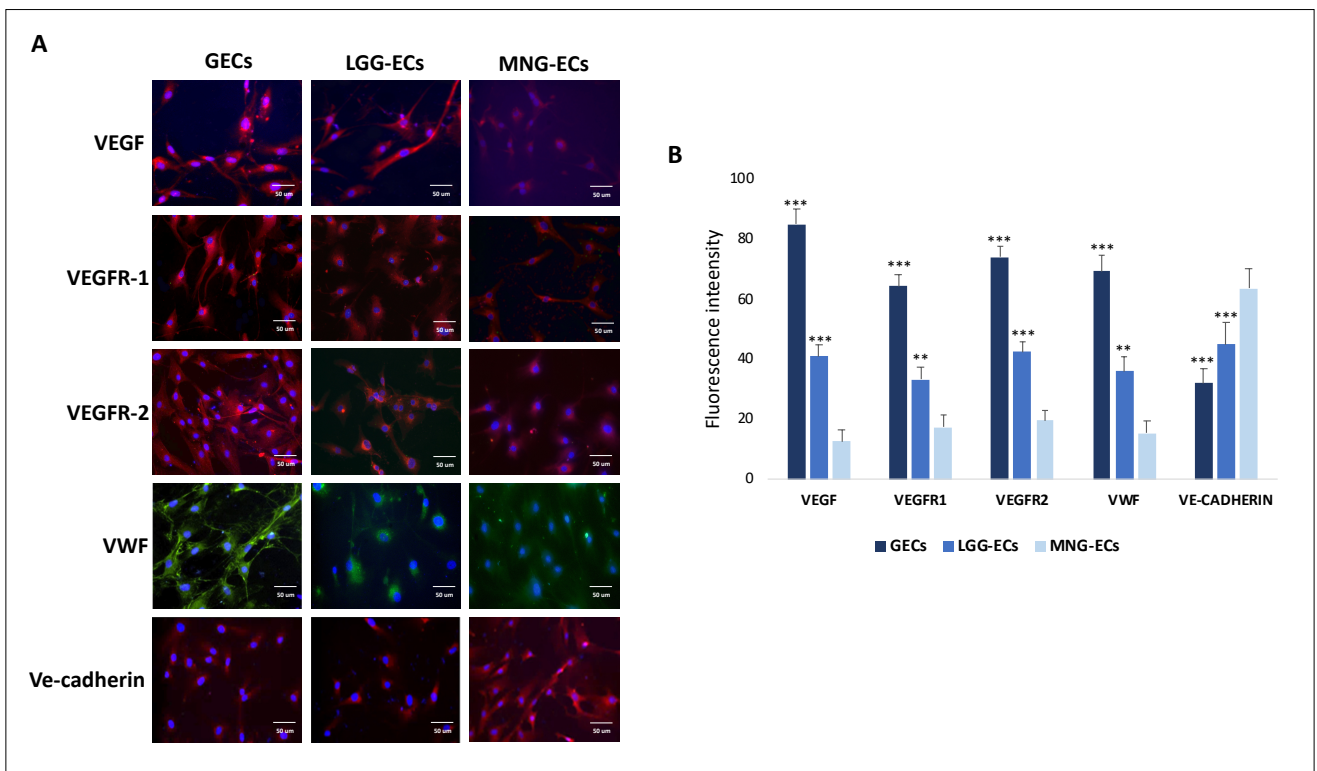 A
GECs LGG-ECs MNG-ECs
VEGF
50 um 50 um 50 um
VEGFR-1
50 um 50 um 50 um
VEGFR-2
50 um 50 um 50 um
VWF
50 um 50 um 50 um
Ve-cadherin
50 um 50 um 50 um
B
Fluorescence inteensity
100
80
60
40
20
0
*** *** *** ** *** *** *** ** *** ***
VEGF VEGFR1 VEGFR2 VWF VE-CADHERIN
GECs LGG-ECs MNG-ECs